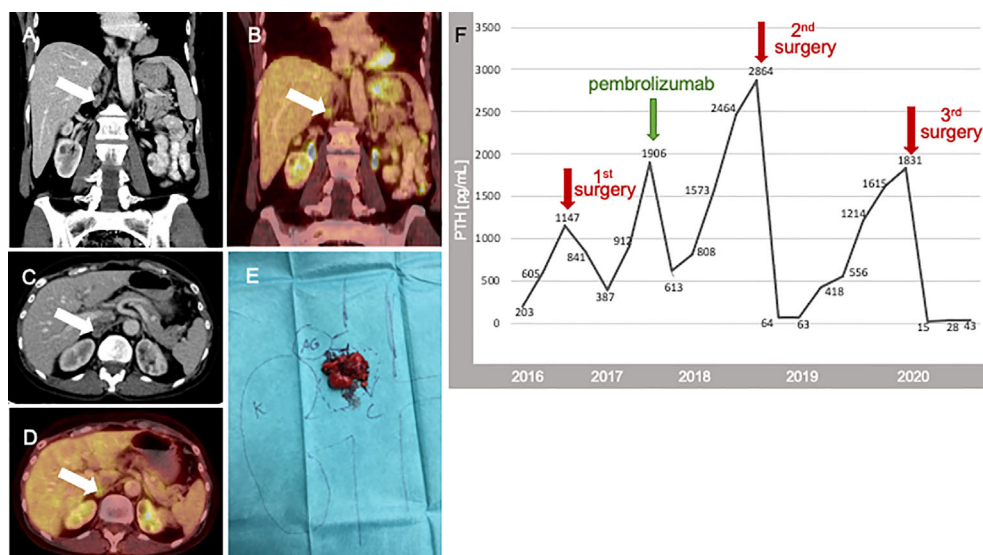 A
B
C
D
E
AG
K
C
F
PTH [pg/mL]
3500
3000
2500
2000
1500
1000
500
0
2016
2017
2018
2019
2020
203
605
1147
841
387
912
1906
613
808
1573
2464
2864
64
63
418
556
1214
1615
1831
15
28
43
1st
surgery
pembrolizumab
2nd
surgery
3rd
surgery